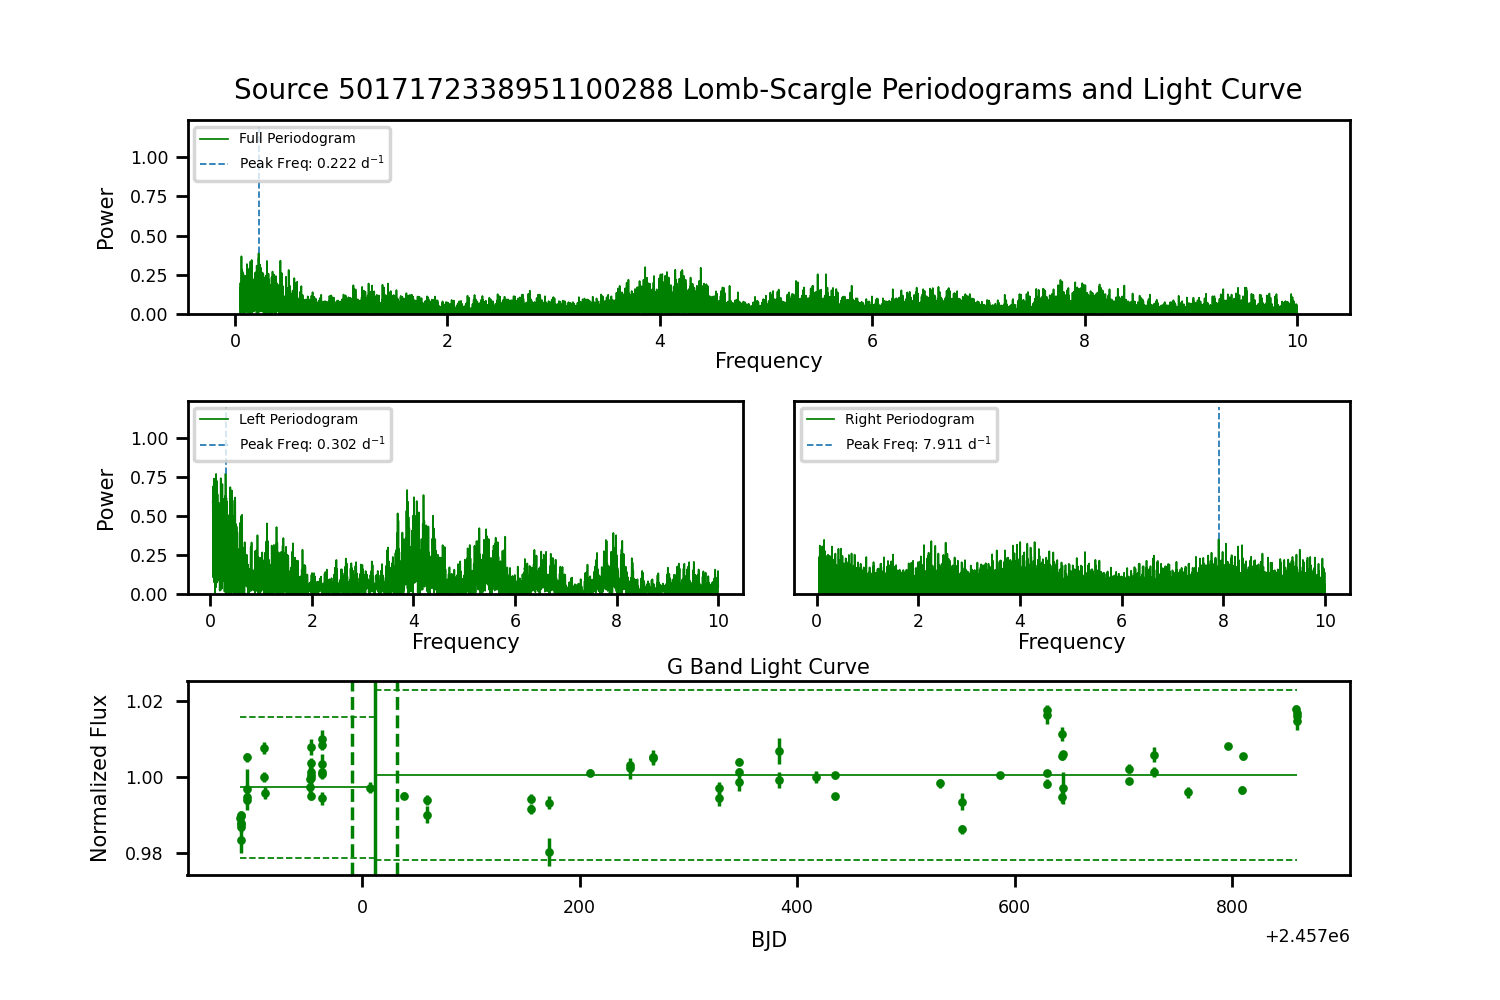 Source 5017172338951100288 Lomb-Scargle Periodograms and Light Curve
Full Periodogram
Peak Freq: 0.222 d⁻¹
Power
1.00
0.75
0.50
0.25
0.00
0 2 4 6 8 10
Frequency
Left Periodogram
Peak Freq: 0.302 d⁻¹
Power
1.00
0.75
0.50
0.25
0.00
0 2 4 6 8 10
Frequency
Right Periodogram
Peak Freq: 7.911 d⁻¹
0 2 4 6 8 10
Frequency
G Band Light Curve
Normalized Flux
1.02
1.00
0.98
0 200 400 600 800
BJD
+2.457e6